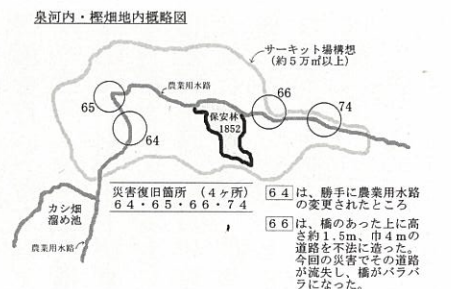 泉河内・樫畑地内概略図
サーキット場構想
(約5万㎡以上)
農業用水路
66
74
65
64
保安林
1852
災害復旧箇所 (4ヶ所)
64・65・66・74
カシ畑
溜め池
農業用水路
64は、勝手に農業用水路
の変更されたところ
66は、橋のあった上に高
さ約1.5m、巾4mの
道路を不法に造った。
今回の災害でその道路
が流失し、橋がバラバ
ラになった。